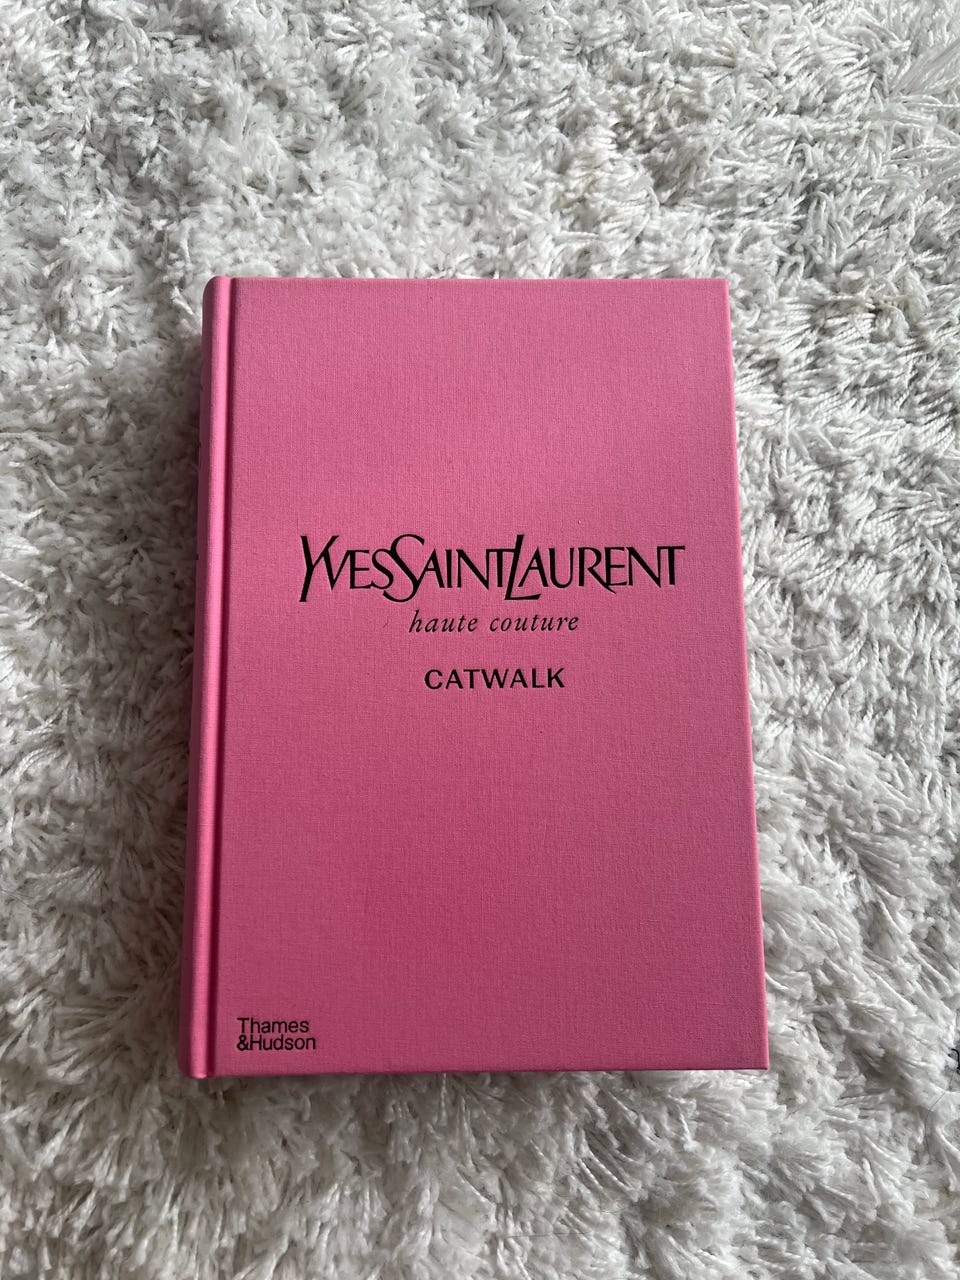 YVESSAINTLAURENT
haute couture
CATWALK
Thames
&Hudson